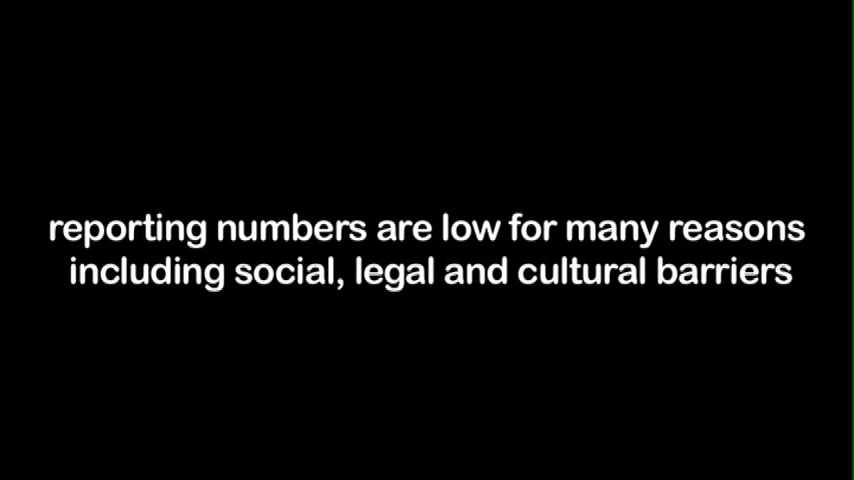 reporting numbers are low for many reasons
including social, legal and cultural barriers